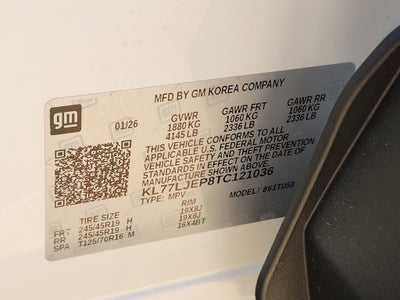 gm
MFD BY GM KOREA COMPANY
01/26 GVWR GAWR FRT GAWR RR
1880 KG 1060 KG 1060 KG
4145 LB 2336 LB 2336 LB
THIS VEHICLE CONFORMS TO ALL
APPLICABLE U.S. FEDERAL MOTOR
VEHICLE SAFETY AND THEFT PREVENTION
STANDARDS IN EFFECT ON THE DATE OF
MANUFACTURE SHOWN ABOVE.
KL77LJEP8TC121036
TYPE: MPV MODEL: 861TU58
TIRE SIZE RIM
FRT 245/45R19 H 19X8J
RR 245/45R19 H 19X8J
SPA T125/70R16 M 16X4BT